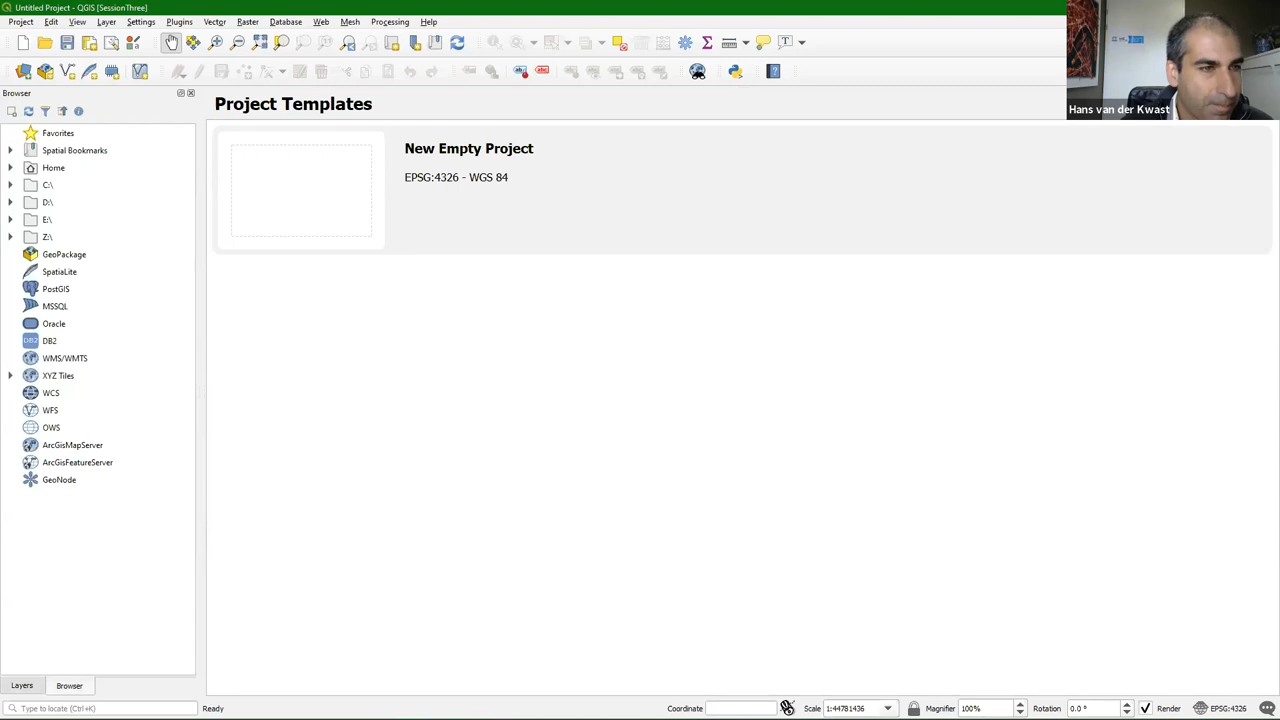 Untitled Project - QGIS [SessionThree]
Project Edit View Layer Settings Plugins Vector Raster Database Web Mesh Processing Help
Browser
Project Templates
Hans van der Kwast
Favorites
Spatial Bookmarks
Home
C:\
D:\
E:\
Z:\
GeoPackage
SpatiaLite
PostGIS
MSSQL
Oracle
DB2
WMS/WMTS
XYZ Tiles
WCS
WFS
OWS
ArcGisMapServer
ArcGisFeatureServer
GeoNode
New Empty Project
EPSG:4326 - WGS 84
Layers Browser
Type to locate (Ctrl+K) Ready Coordinate Scale 1:44781436 Magnifier 100% Rotation 0.0 ° Render EPSG:4326